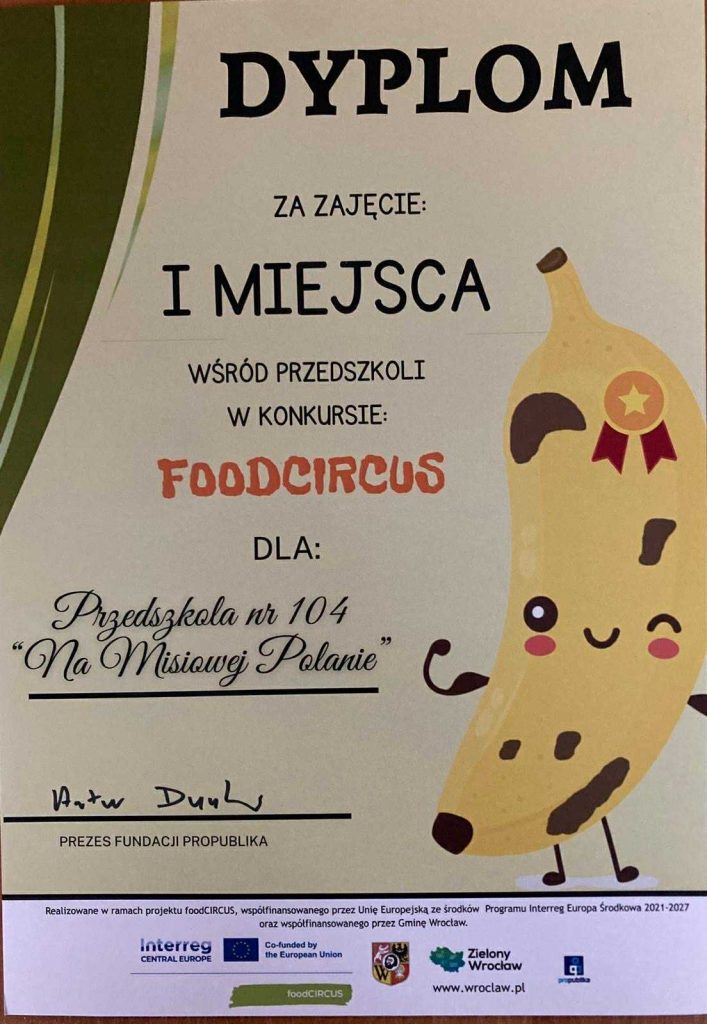 DYPLOM
ZA ZAJĘCIE:
I MIEJSCA
WŚRÓD PRZEDSZKOLI
W KONKURSIE:
FOODCIRCUS
DLA:
Przedszkola nr 104
“Na Misiowej Polanie”
PREZES FUNDACJI PROPUBLIKA
Realizowane w ramach projektu foodCIRCUS, współfinansowanego przez Unię Europejską ze środków Programu Interreg Europa Środkowa 2021-2027
oraz współfinansowanego przez Gminę Wrocław.
Interreg
CENTRAL EUROPE
Co-funded by
the European Union
foodCIRCUS
W
Zielony
Wrocław
www.wroclaw.pl
propublika